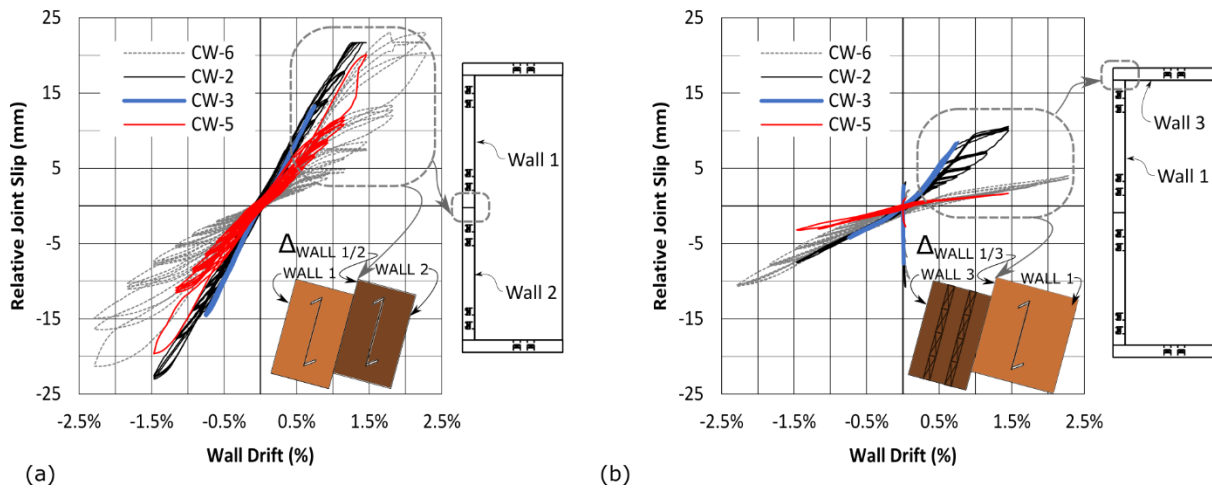 25
15
5
-5
-15
-25
-2.5%
-1.5%
-0.5%
0.5%
1.5%
2.5%
Relative Joint Slip (mm)
Wall Drift (%)
CW-6
CW-2
CW-3
CW-5
Δ WALL 1/2
WALL 1
WALL 2
Wall 1
Wall 2
(a)
25
15
5
-5
-15
-25
-2.5%
-1.5%
-0.5%
0.5%
1.5%
2.5%
Relative Joint Slip (mm)
Wall Drift (%)
CW-6
CW-2
CW-3
CW-5
Δ WALL 1/3
WALL 3
WALL 1
Wall 3
Wall 1
(b)